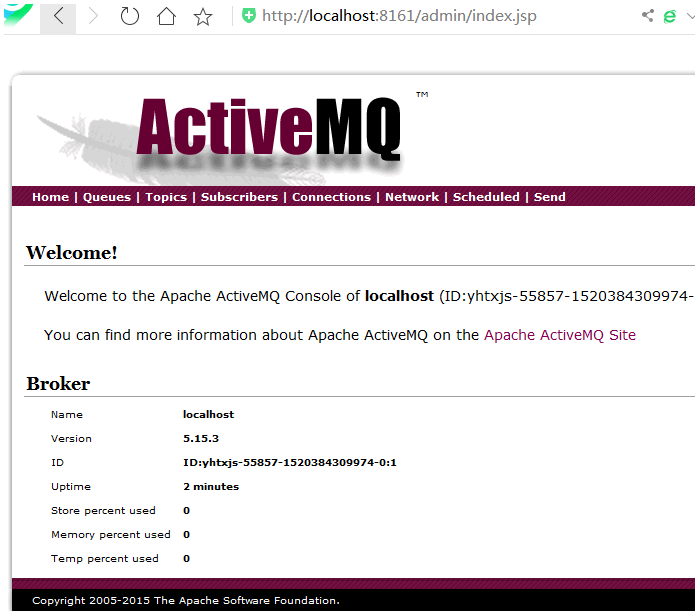 http://localhost:8161/admin/index.jsp
ActiveMQ ™
Home | Queues | Topics | Subscribers | Connections | Network | Scheduled | Send
Welcome!
Welcome to the Apache ActiveMQ Console of localhost (ID:yhtxjs-55857-1520384309974-
You can find more information about Apache ActiveMQ on the Apache ActiveMQ Site
Broker
Name localhost
Version 5.15.3
ID ID:yhtxjs-55857-1520384309974-0:1
Uptime 2 minutes
Store percent used 0
Memory percent used 0
Temp percent used 0
Copyright 2005-2015 The Apache Software Foundation.